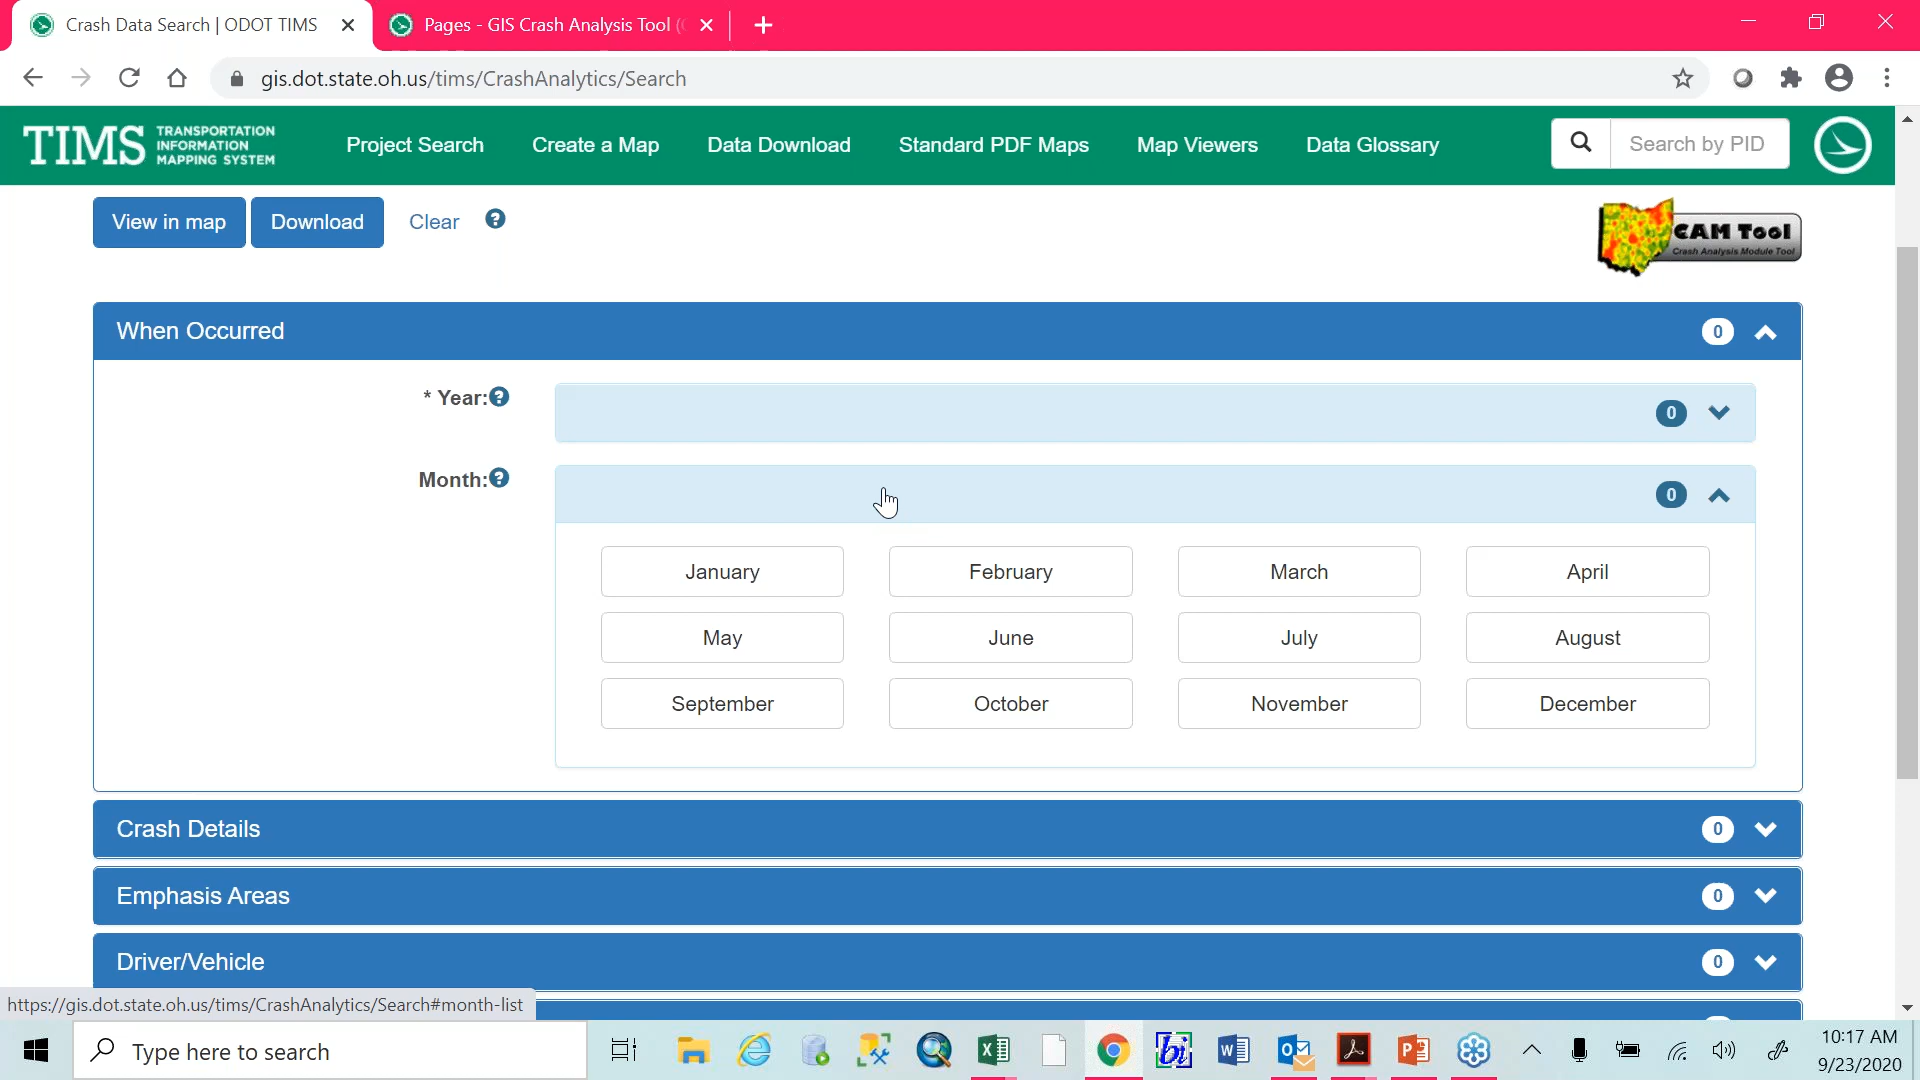 Crash Data Search | ODOT TIMS
Pages - GIS Crash Analysis Tool (
gis.dot.state.oh.us/tims/CrashAnalytics/Search
TIMS TRANSPORTATION
INFORMATION
MAPPING SYSTEM
Project Search
Create a Map
Data Download
Standard PDF Maps
Map Viewers
Data Glossary
Search by PID
View in map
Download
Clear
?
CAM Tool
Crash Analysis Module Tool
When Occurred 0
* Year: ? 0
Month: ? 0
January February March April
May June July August
September October November December
Crash Details 0
Emphasis Areas 0
Driver/Vehicle 0
https://gis.dot.state.oh.us/tims/CrashAnalytics/Search#month-list
Type here to search
bi
10:17 AM
9/23/2020